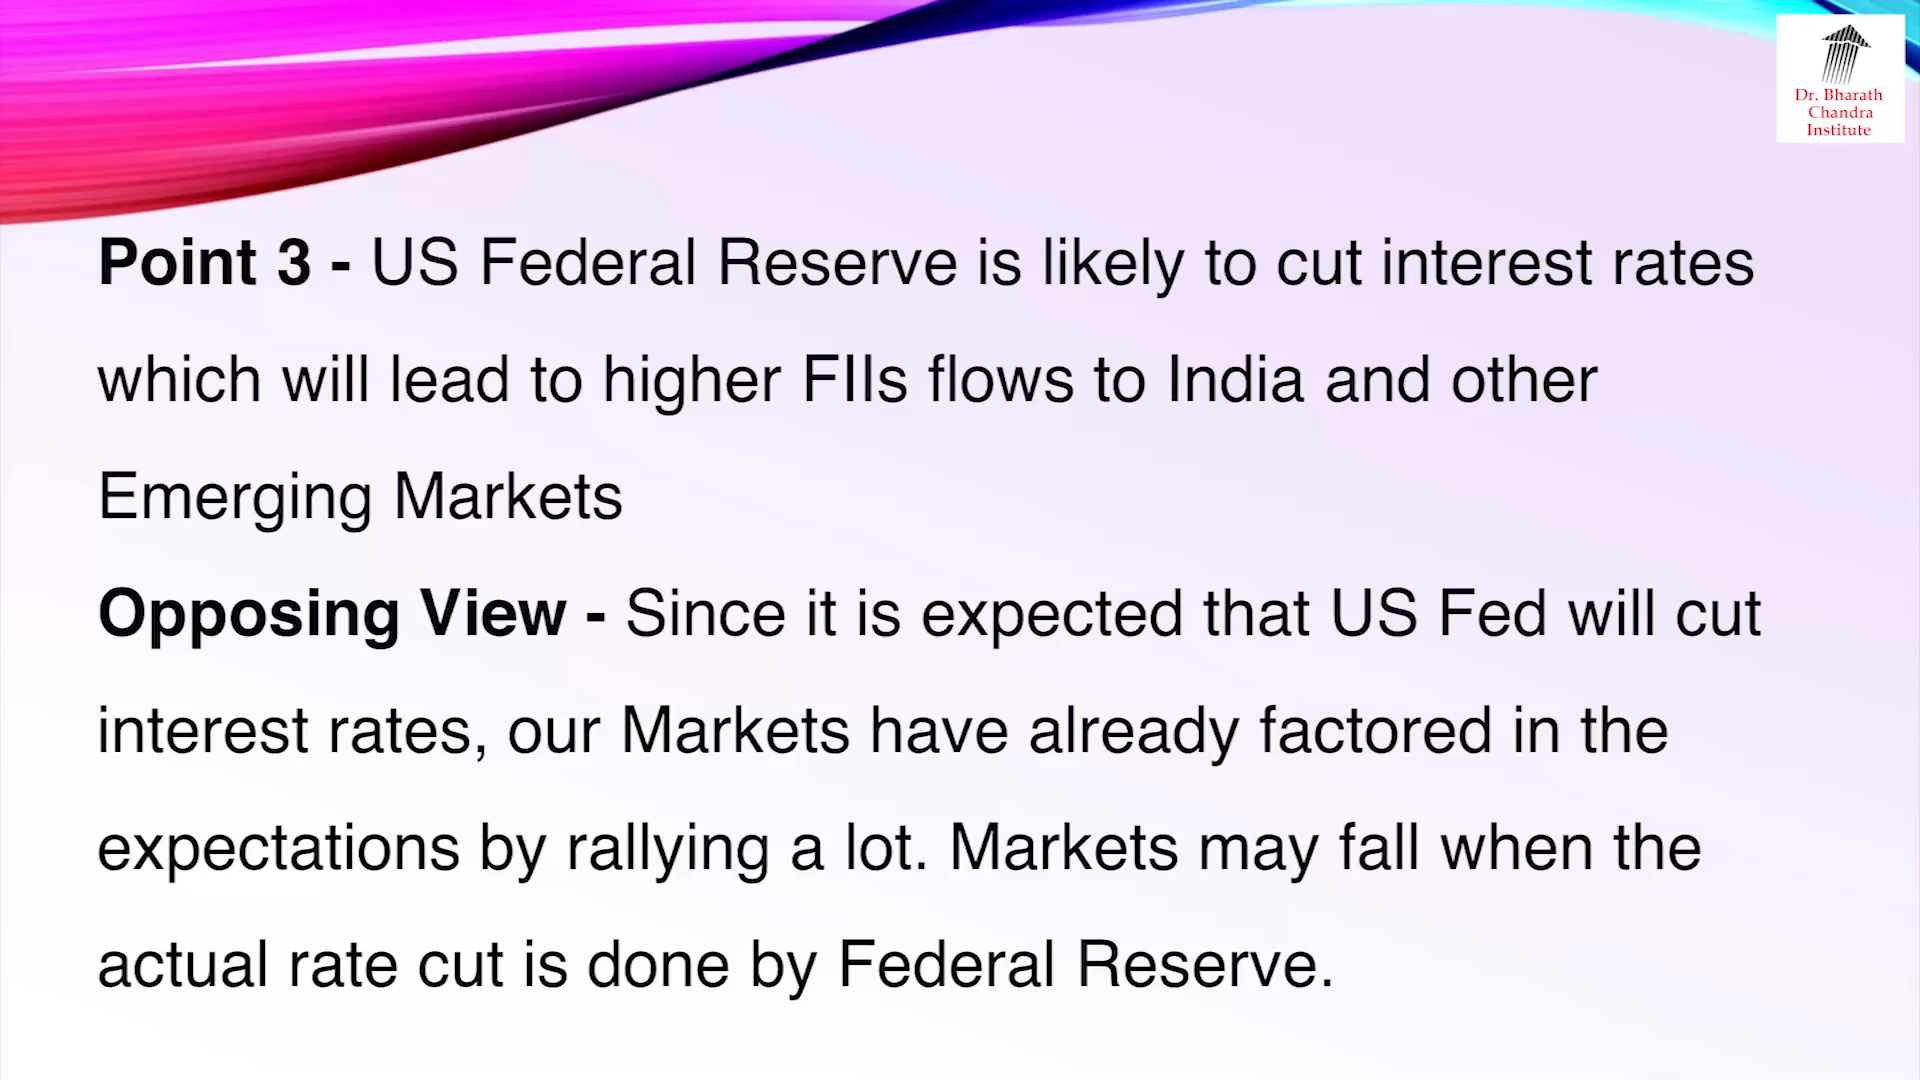 Dr. Bharath
Chandra
Institute
Point 3 - US Federal Reserve is likely to cut interest rates
which will lead to higher FIIs flows to India and other
Emerging Markets
Opposing View - Since it is expected that US Fed will cut
interest rates, our Markets have already factored in the
expectations by rallying a lot. Markets may fall when the
actual rate cut is done by Federal Reserve.